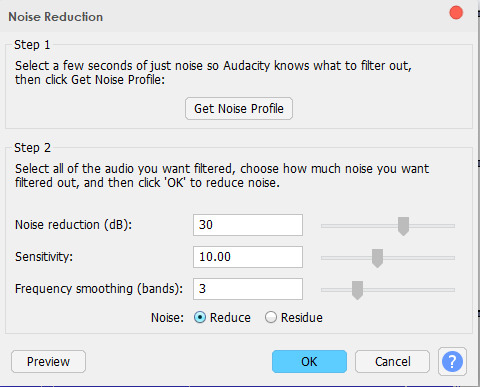 Noise Reduction
Step 1
Select a few seconds of just noise so Audacity knows what to filter out,
then click Get Noise Profile:
Get Noise Profile
Step 2
Select all of the audio you want filtered, choose how much noise you want
filtered out, and then click 'OK' to reduce noise.
Noise reduction (dB): 30
Sensitivity: 10.00
Frequency smoothing (bands): 3
Noise: Reduce Residue
Preview OK Cancel ?